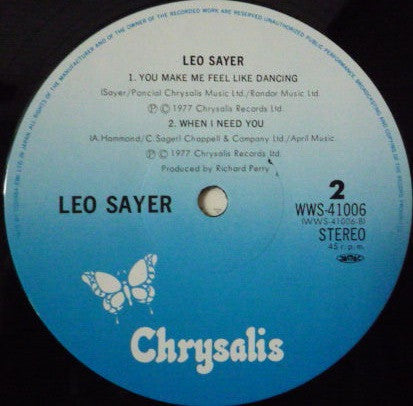 LEO SAYER
1. YOU MAKE ME FEEL LIKE DANCING
(Sayer/Poncial Chrysalis Music Ltd./Rondor Music Ltd.
Ⓟ © 1977 Chrysalis Records Ltd.
2. WHEN I NEED YOU
(A. Hammond/C. Sager) Chappell & Company Ltd./April Music
Ⓟ © 1977 Chrysalis Records Ltd.
Produced by Richard Perry
LEO SAYER
2
WWS-41006
(WWS-41006-B)
STEREO
45 r.p.m.
Chrysalis